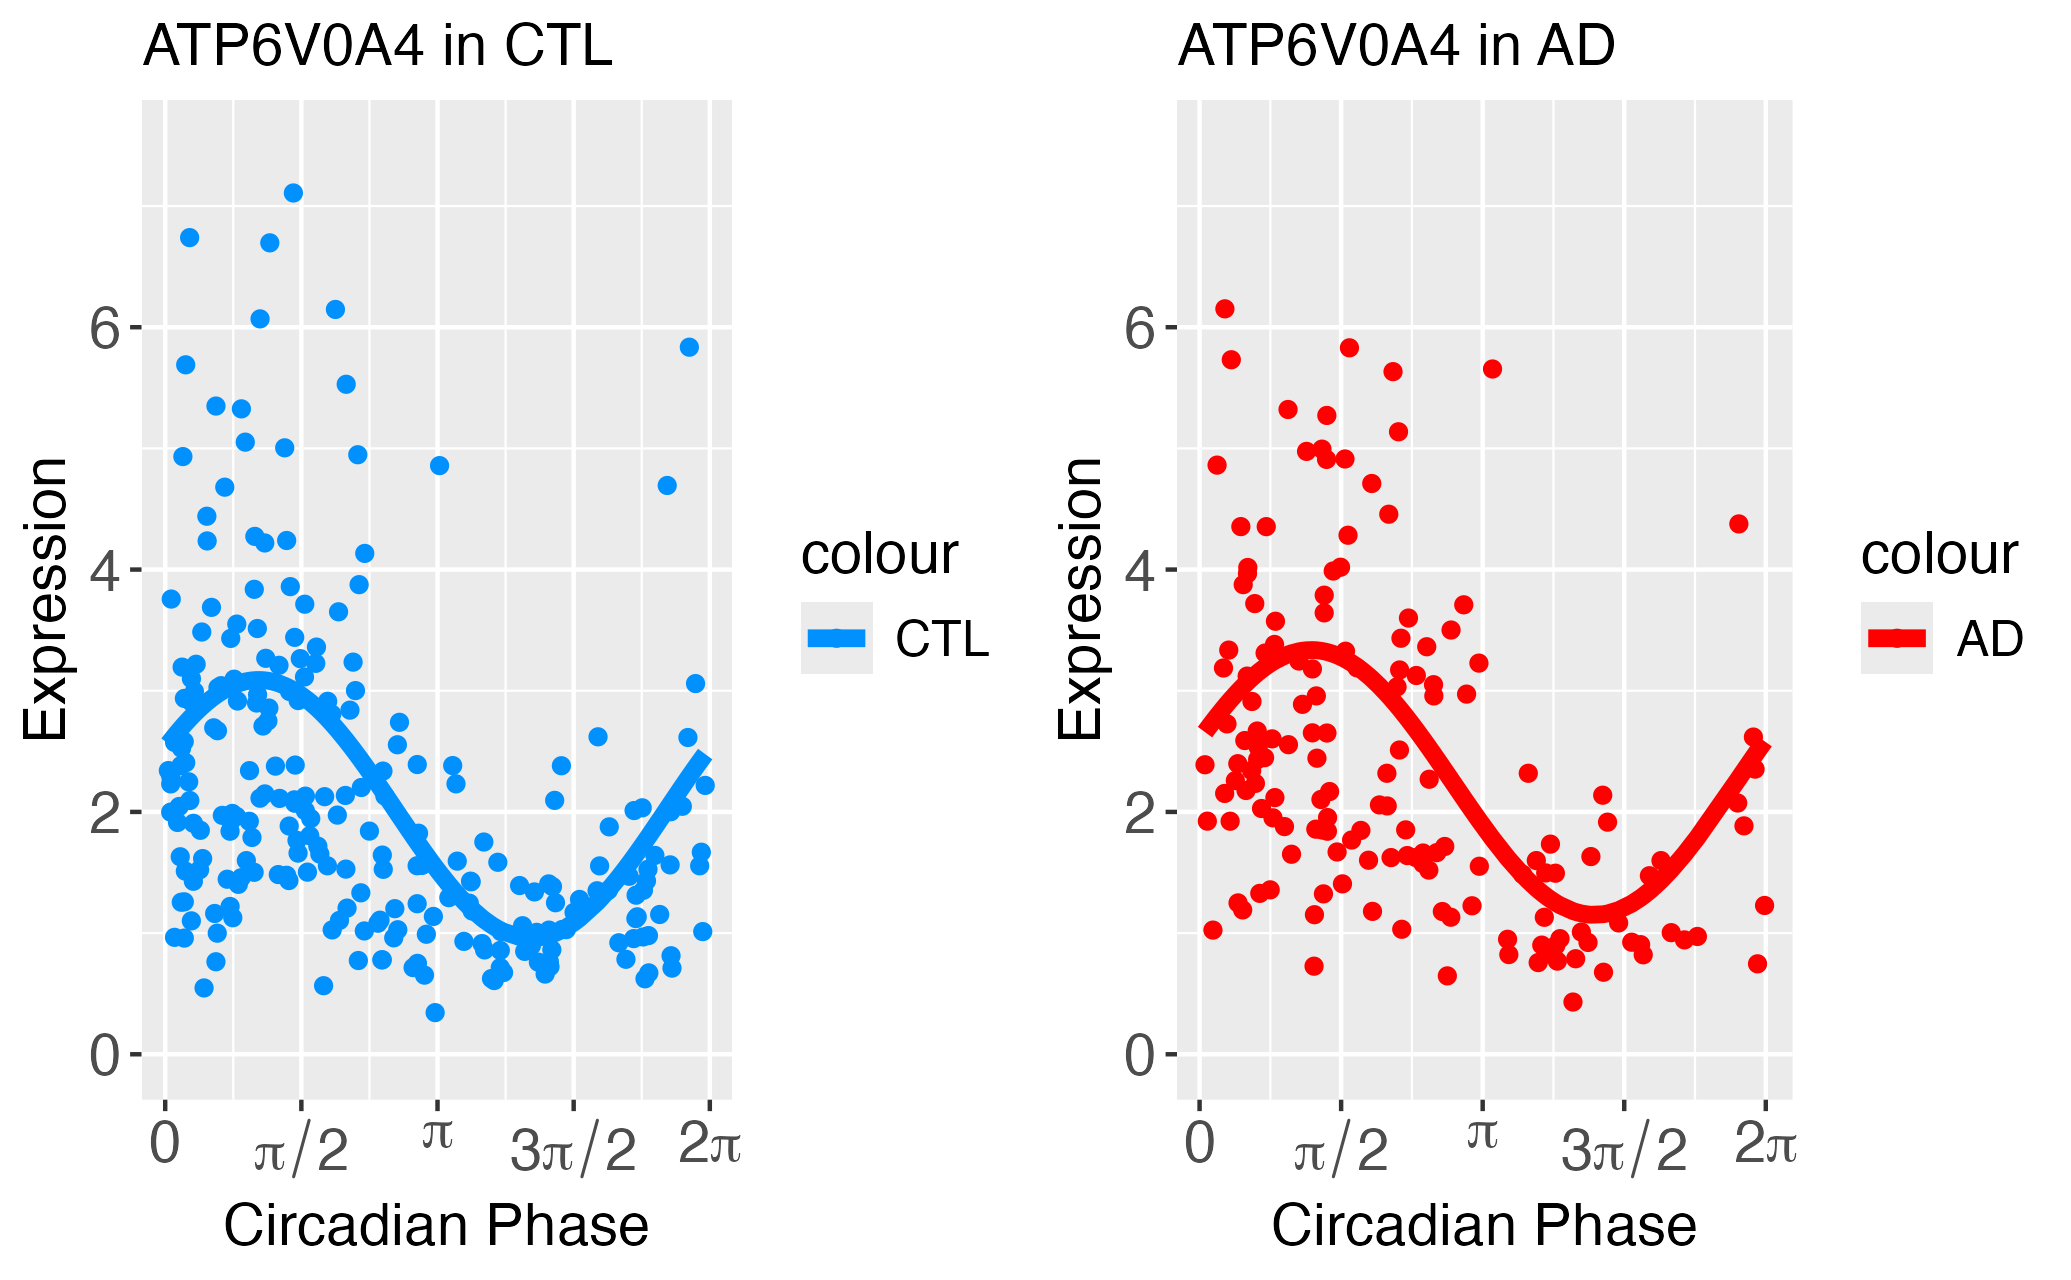 ATP6V0A4 in CTL
Expression
6
4
2
0
0 π/2 π 3π/2 2π
Circadian Phase
colour
CTL
ATP6V0A4 in AD
Expression
6
4
2
0
0 π/2 π 3π/2 2π
Circadian Phase
colour
AD